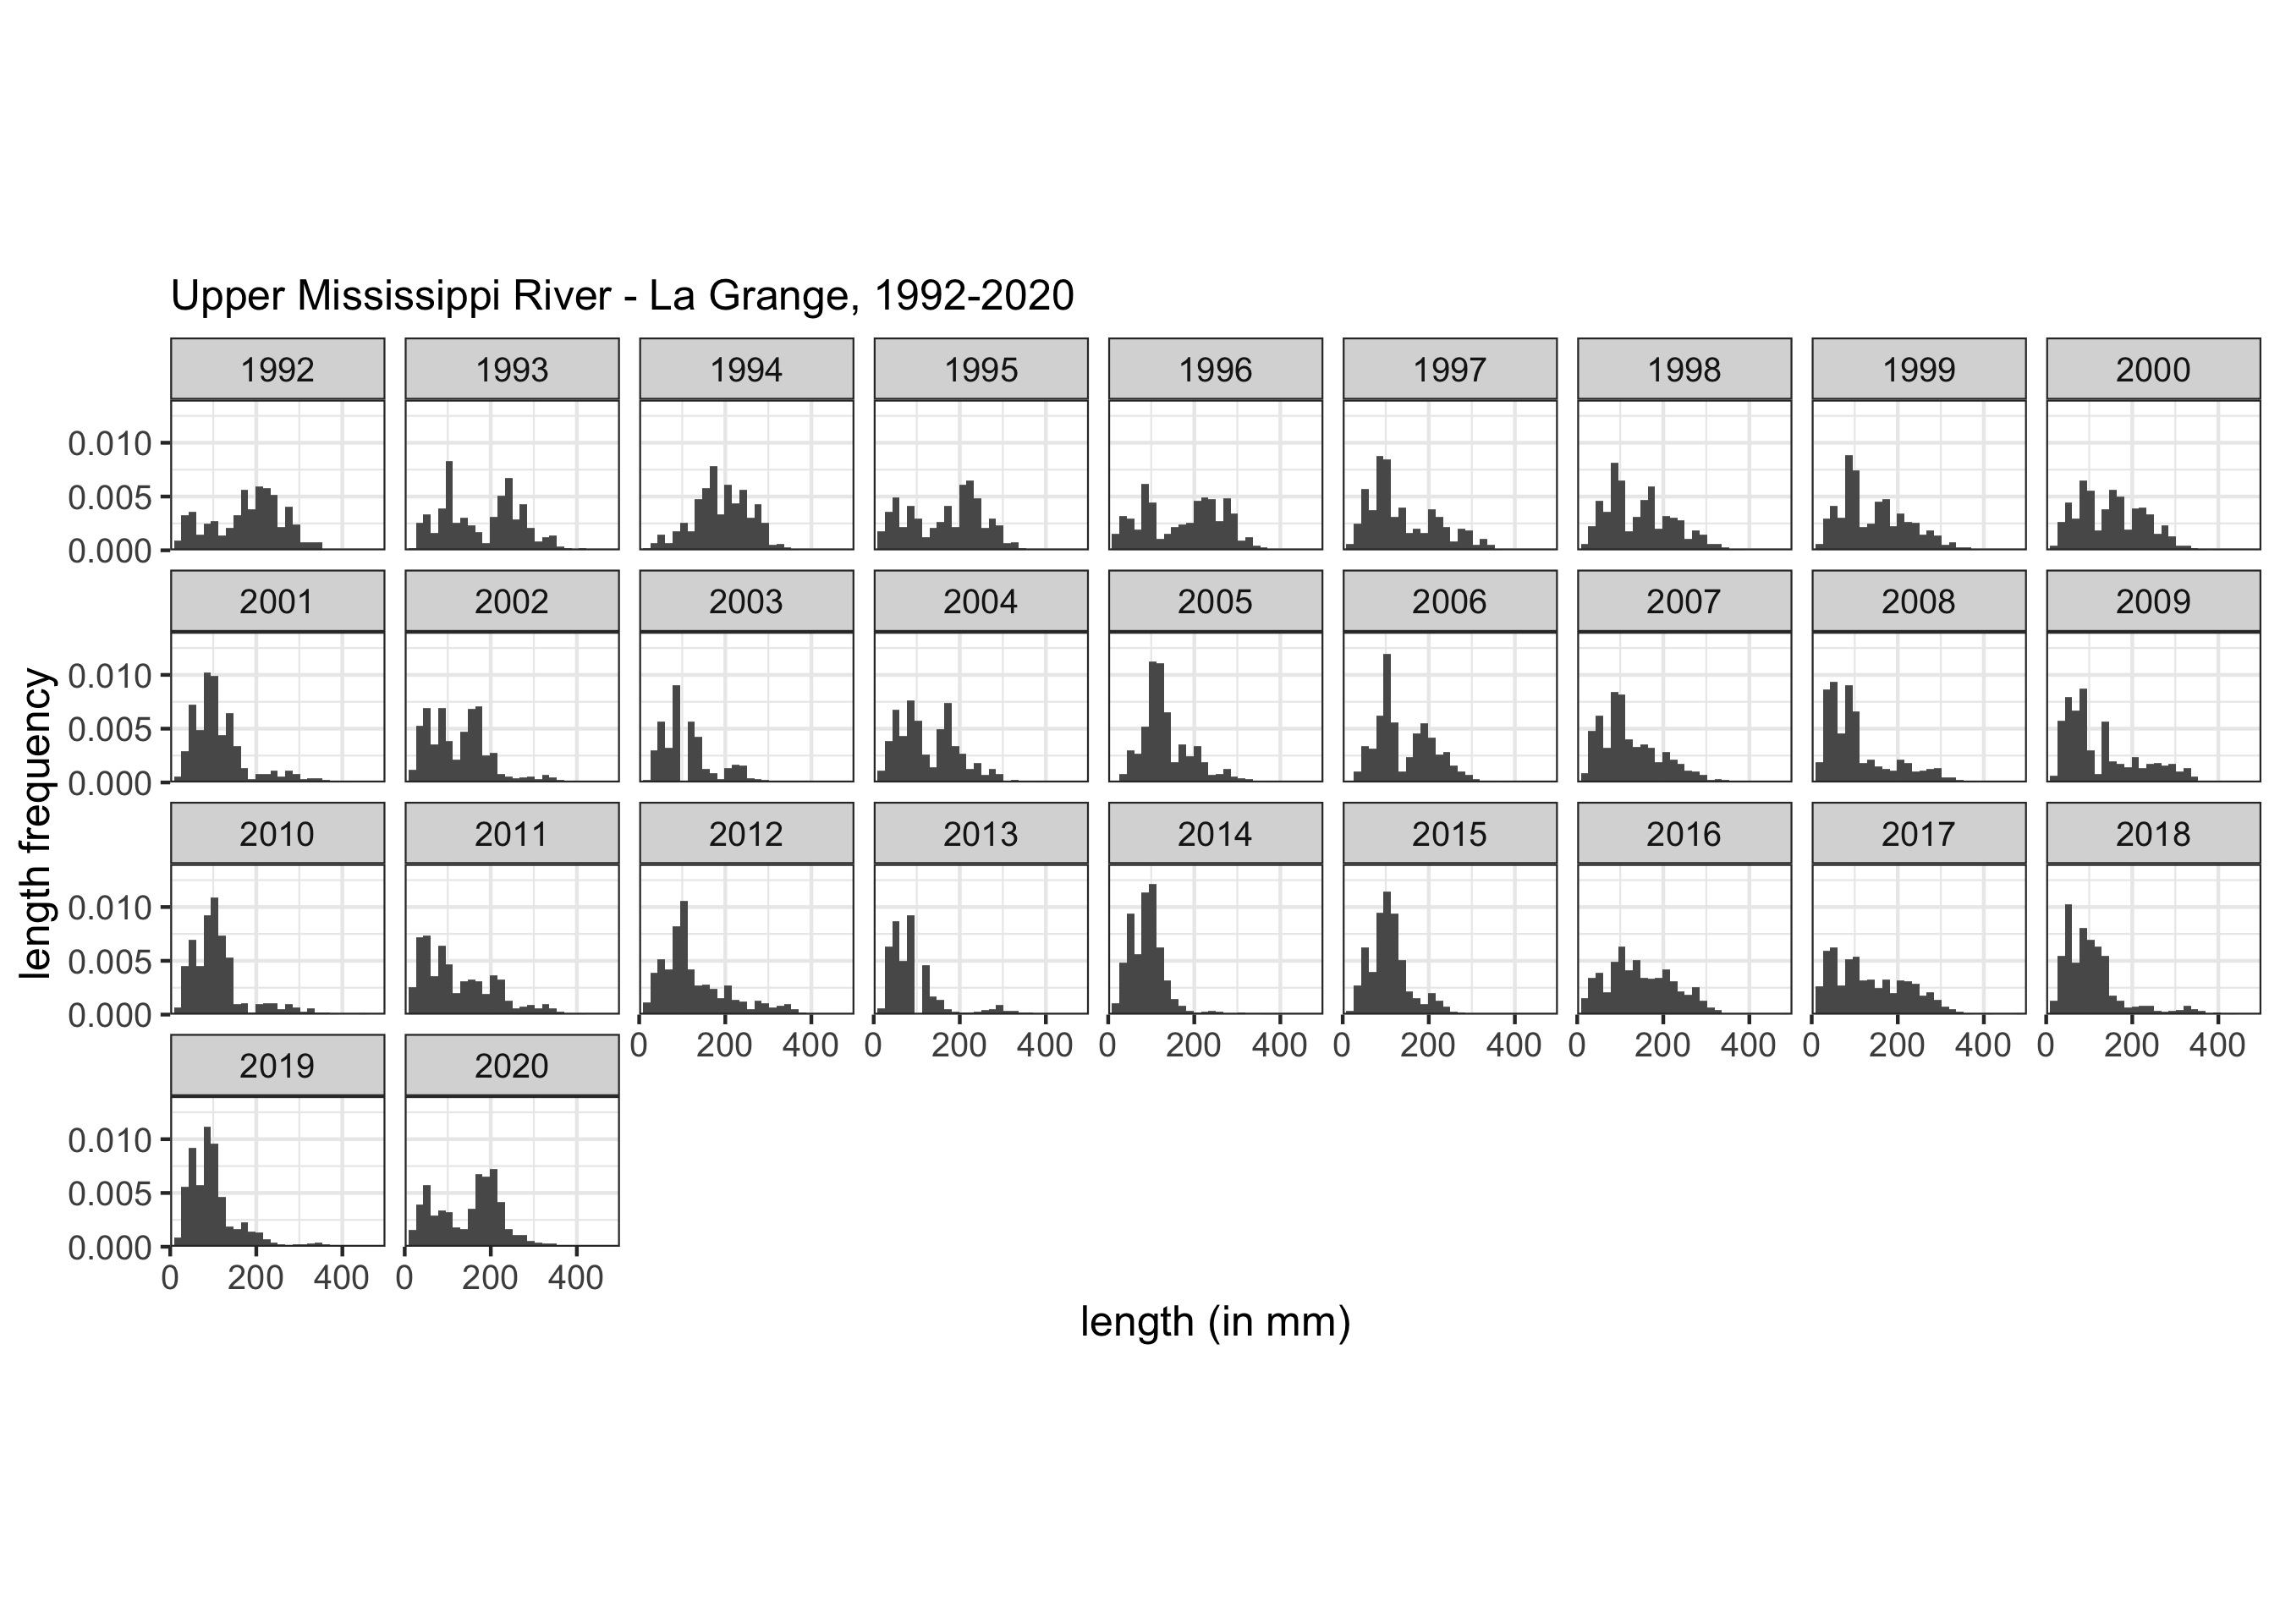 Upper Mississippi River - La Grange, 1992-2020
1992 1993 1994 1995 1996 1997 1998 1999 2000
0.010
0.005
0.000
2001 2002 2003 2004 2005 2006 2007 2008 2009
0.010
0.005
0.000
length frequency
2010 2011 2012 2013 2014 2015 2016 2017 2018
0.010
0.005
0.000
0 200 400 0 200 400 0 200 400 0 200 400 0 200 400 0 200 400 0 200 400
2019 2020
0.010
0.005
0.000
0 200 400 0 200 400
length (in mm)